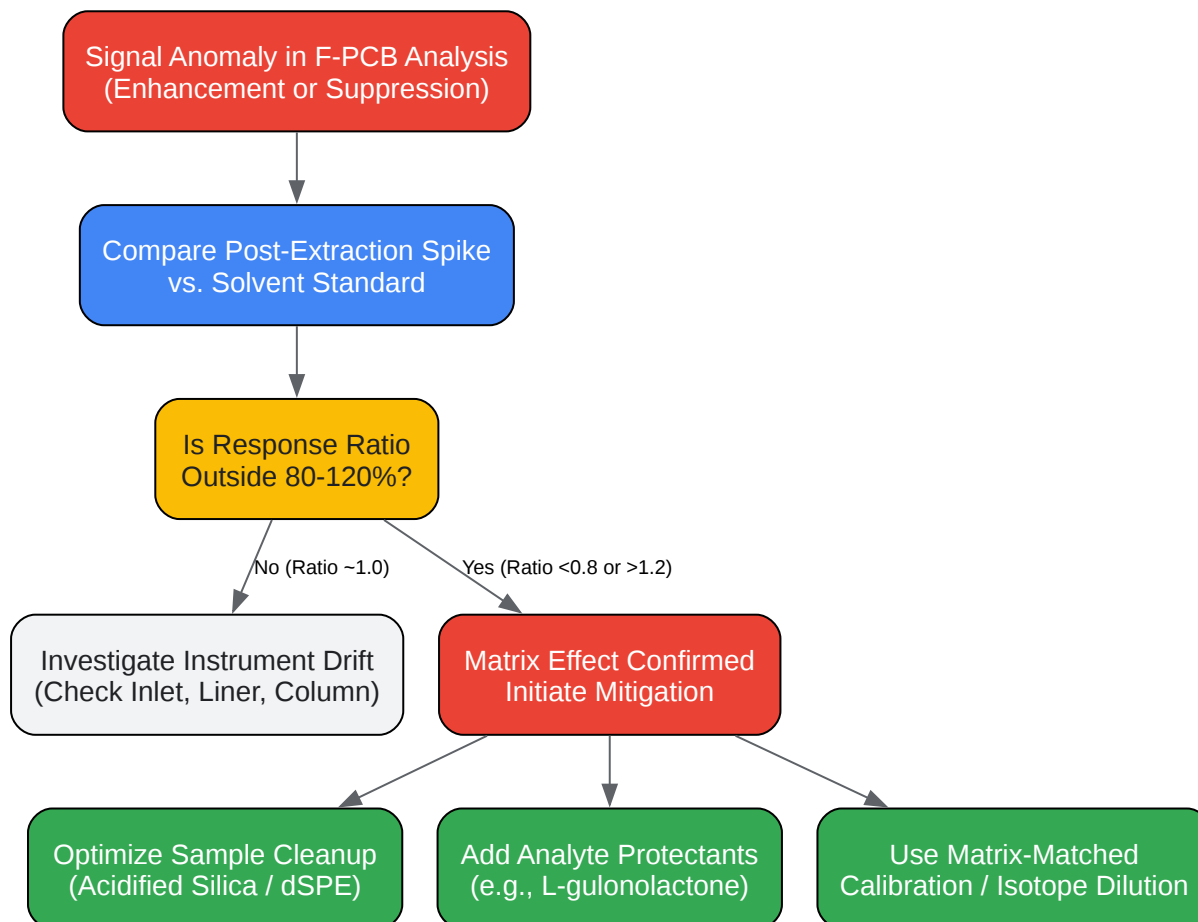 Signal Anomaly in F-PCB Analysis
(Enhancement or Suppression)
Compare Post-Extraction Spike
vs. Solvent Standard
Is Response Ratio
Outside 80-120%?
No (Ratio ~1.0)
Yes (Ratio <0.8 or >1.2)
Investigate Instrument Drift
(Check Inlet, Liner, Column)
Matrix Effect Confirmed
Initiate Mitigation
Optimize Sample Cleanup
(Acidified Silica / dSPE)
Add Analyte Protectants
(e.g., L-gulonolactone)
Use Matrix-Matched
Calibration / Isotope Dilution